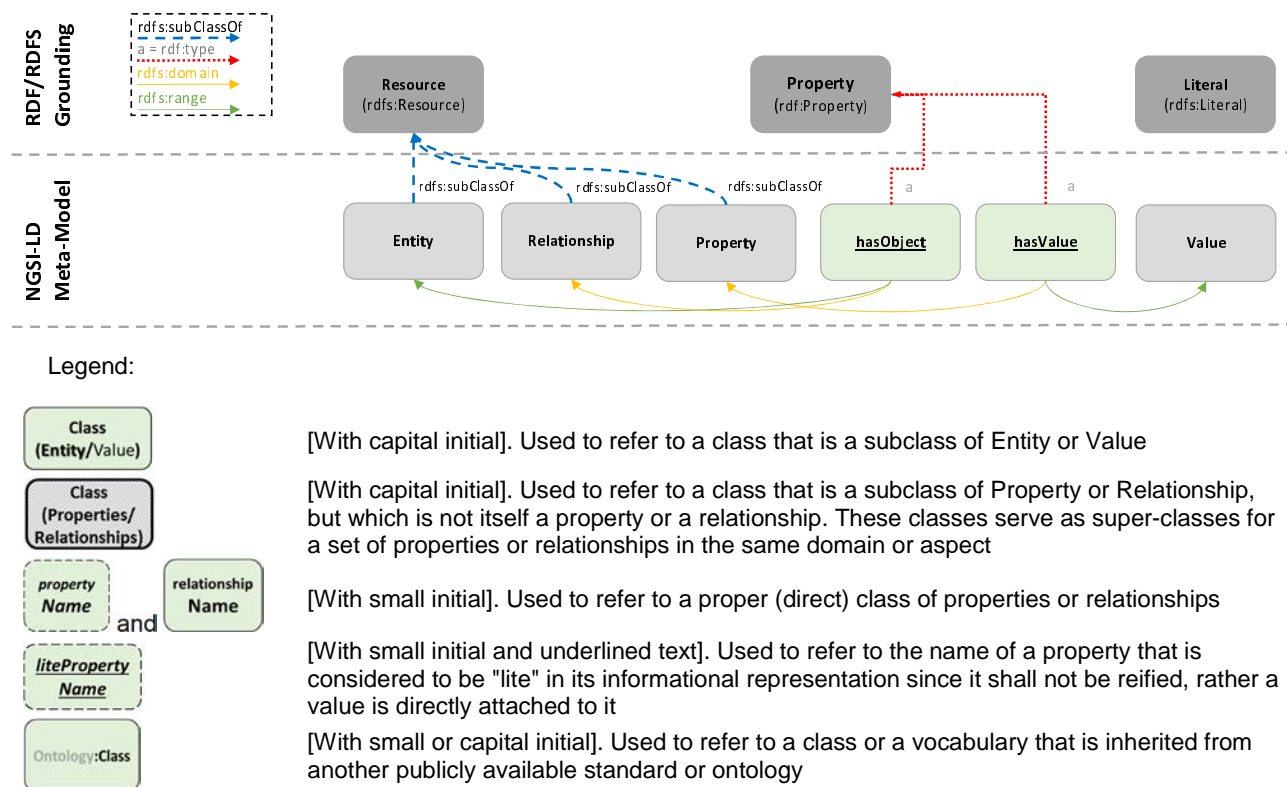 RDF/RDFS
Grounding
rdfs:subClassOf
a = rdf:type
rdfs:domain
rdfs:range
Resource
(rdfs:Resource)
Property
(rdf:Property)
Literal
(rdfs:Literal)
NGSI-LD
Meta-Model
rdfs:subClassOf
rdfs:subClassOf
rdfs:subClassOf
a
a
Entity
Relationship
Property
hasObject
hasValue
Value
Legend:
Class
(Entity/Value)
[With capital initial]. Used to refer to a class that is a subclass of Entity or Value
Class
(Properties/
Relationships)
[With capital initial]. Used to refer to a class that is a subclass of Property or Relationship,
but which is not itself a property or a relationship. These classes serve as super-classes for
a set of properties or relationships in the same domain or aspect
property
Name
and
relationship
Name
[With small initial]. Used to refer to a proper (direct) class of properties or relationships
liteProperty
Name
[With small initial and underlined text]. Used to refer to the name of a property that is
considered to be "lite" in its informational representation since it shall not be reified, rather a
value is directly attached to it
Ontology:Class
[With small or capital initial]. Used to refer to a class or a vocabulary that is inherited from
another publicly available standard or ontology